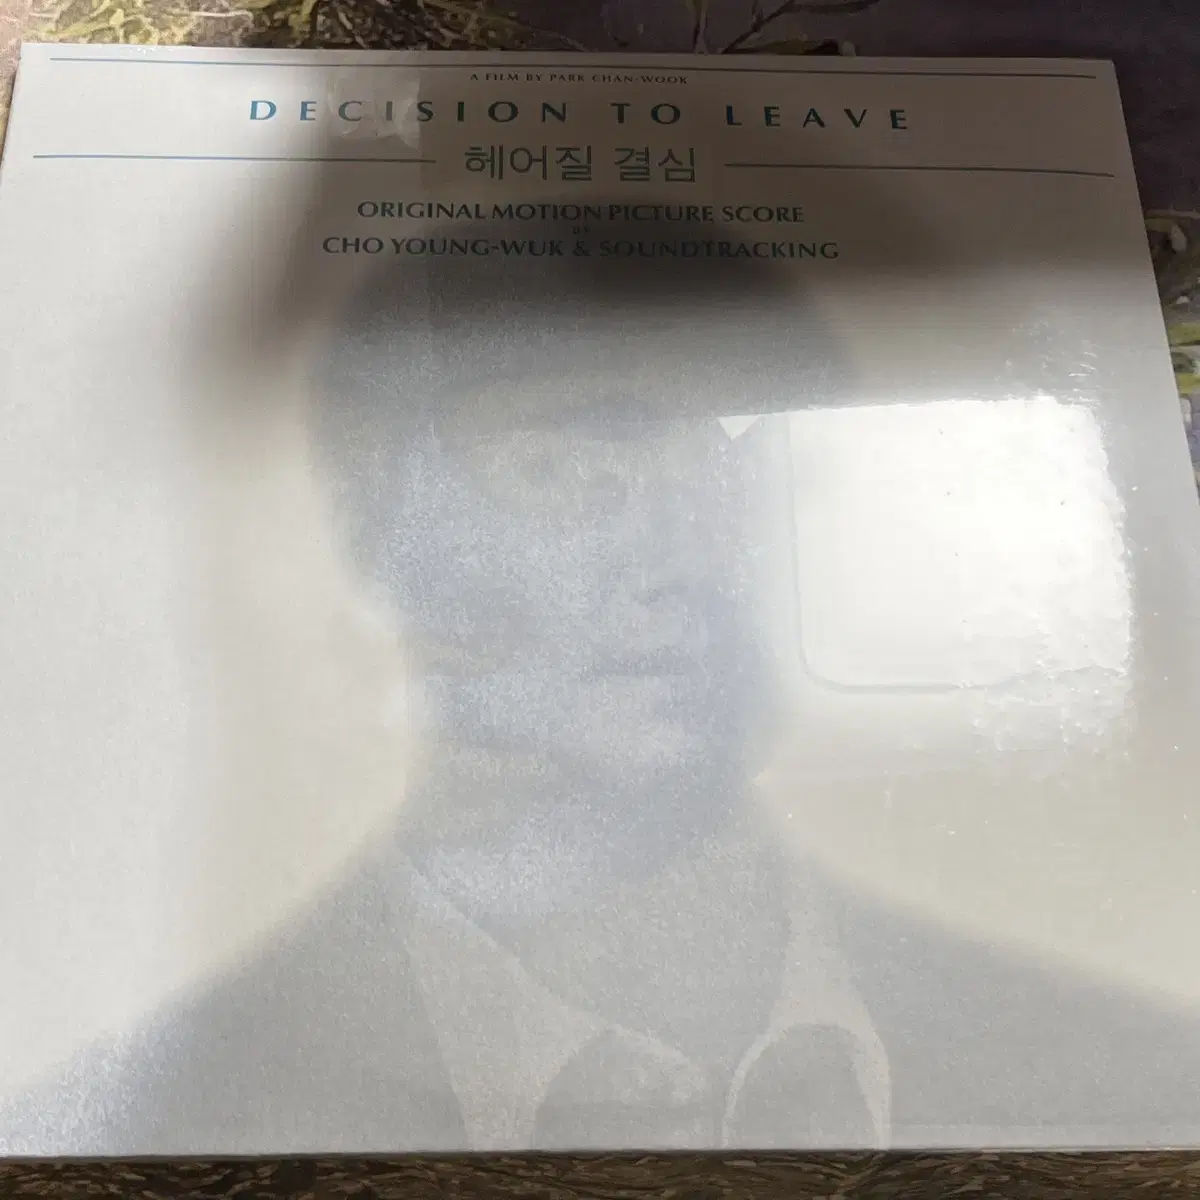 A FILM BY PARK CHAN-WOOK
DECISION TO LEAVE
헤어질 결심
ORIGINAL MOTION PICTURE SCORE
BY
CHO YOUNG-WUK & SOUNDTRACKING